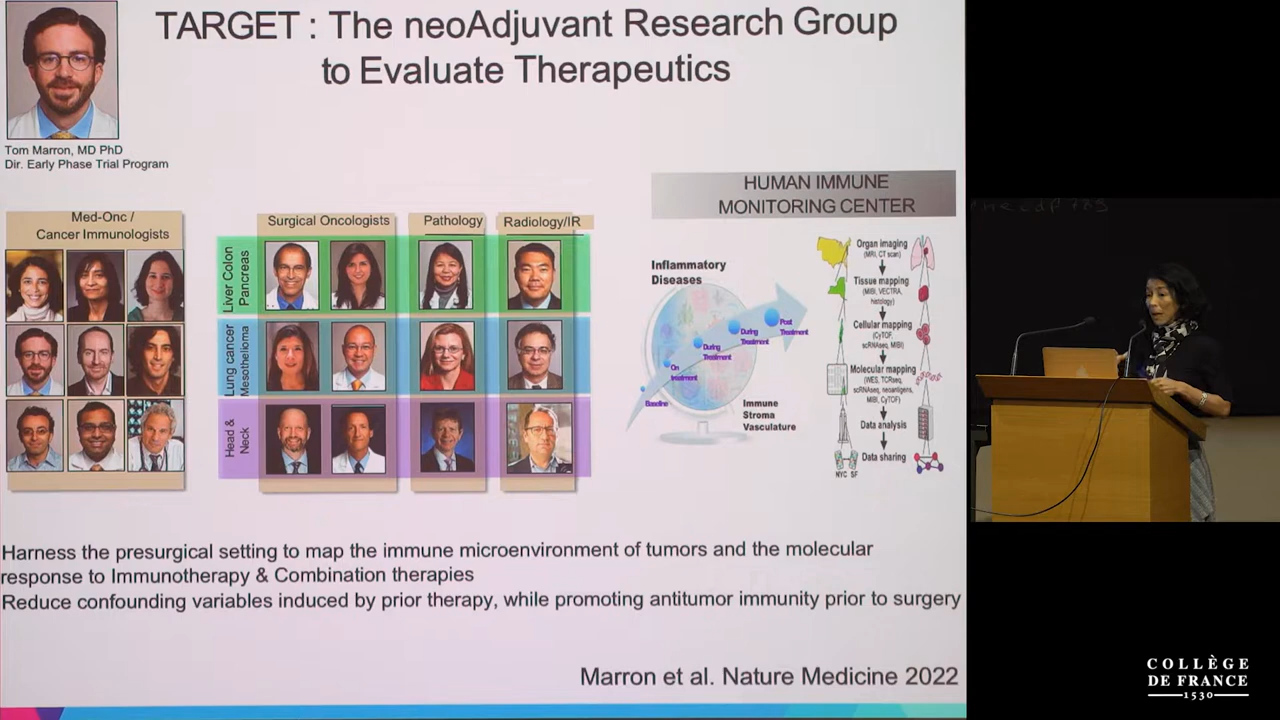 TARGET : The neoAdjuvant Research Group
to Evaluate Therapeutics
Tom Marron, MD PhD
Dir. Early Phase Trial Program
Med-Onc /
Cancer Immunologists
Surgical Oncologists
Pathology
Radiology/IR
Liver Colon
Pancreas
Lung cancer
Mesothelioma
Head &
Neck
HUMAN IMMUNE
MONITORING CENTER
Inflammatory
Diseases
Baseline
On
treatment
During
Treatment
During
Treatment
Post
Treatment
Immune
Stroma
Vasculature
Organ imaging
(MRI, CT scan)
Tissue mapping
(MIBI, VECTRA,
histology)
Cellular mapping
(CyTOF,
scRNAseq, MIBI)
Molecular mapping
(WES, TCRseq,
scRNAseq, neoantigens,
MIBI, CyTOF)
Data analysis
Data sharing
NYC SF
Harness the presurgical setting to map the immune microenvironment of tumors and the molecular
response to Immunotherapy & Combination therapies
Reduce confounding variables induced by prior therapy, while promoting antitumor immunity prior to surgery
Marron et al. Nature Medicine 2022
COLLÈGE
DE FRANCE
1530